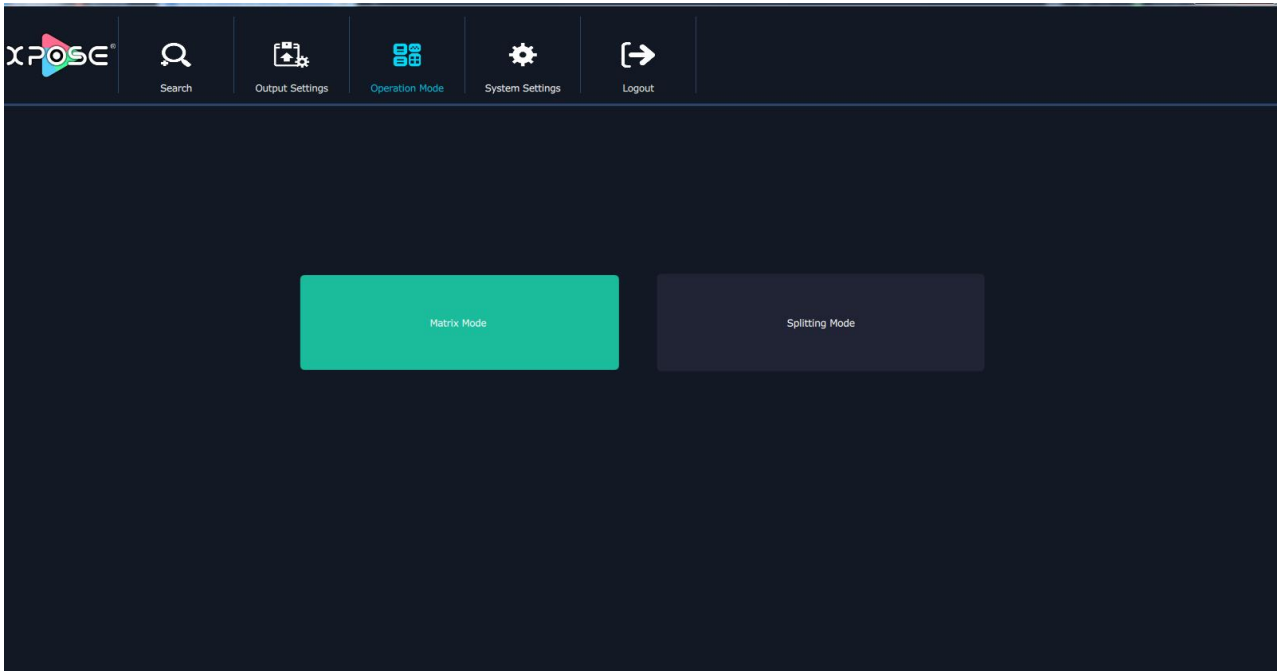 XPOSE®
Search
Output Settings
Operation Mode
System Settings
Logout
Matrix Mode
Splitting Mode